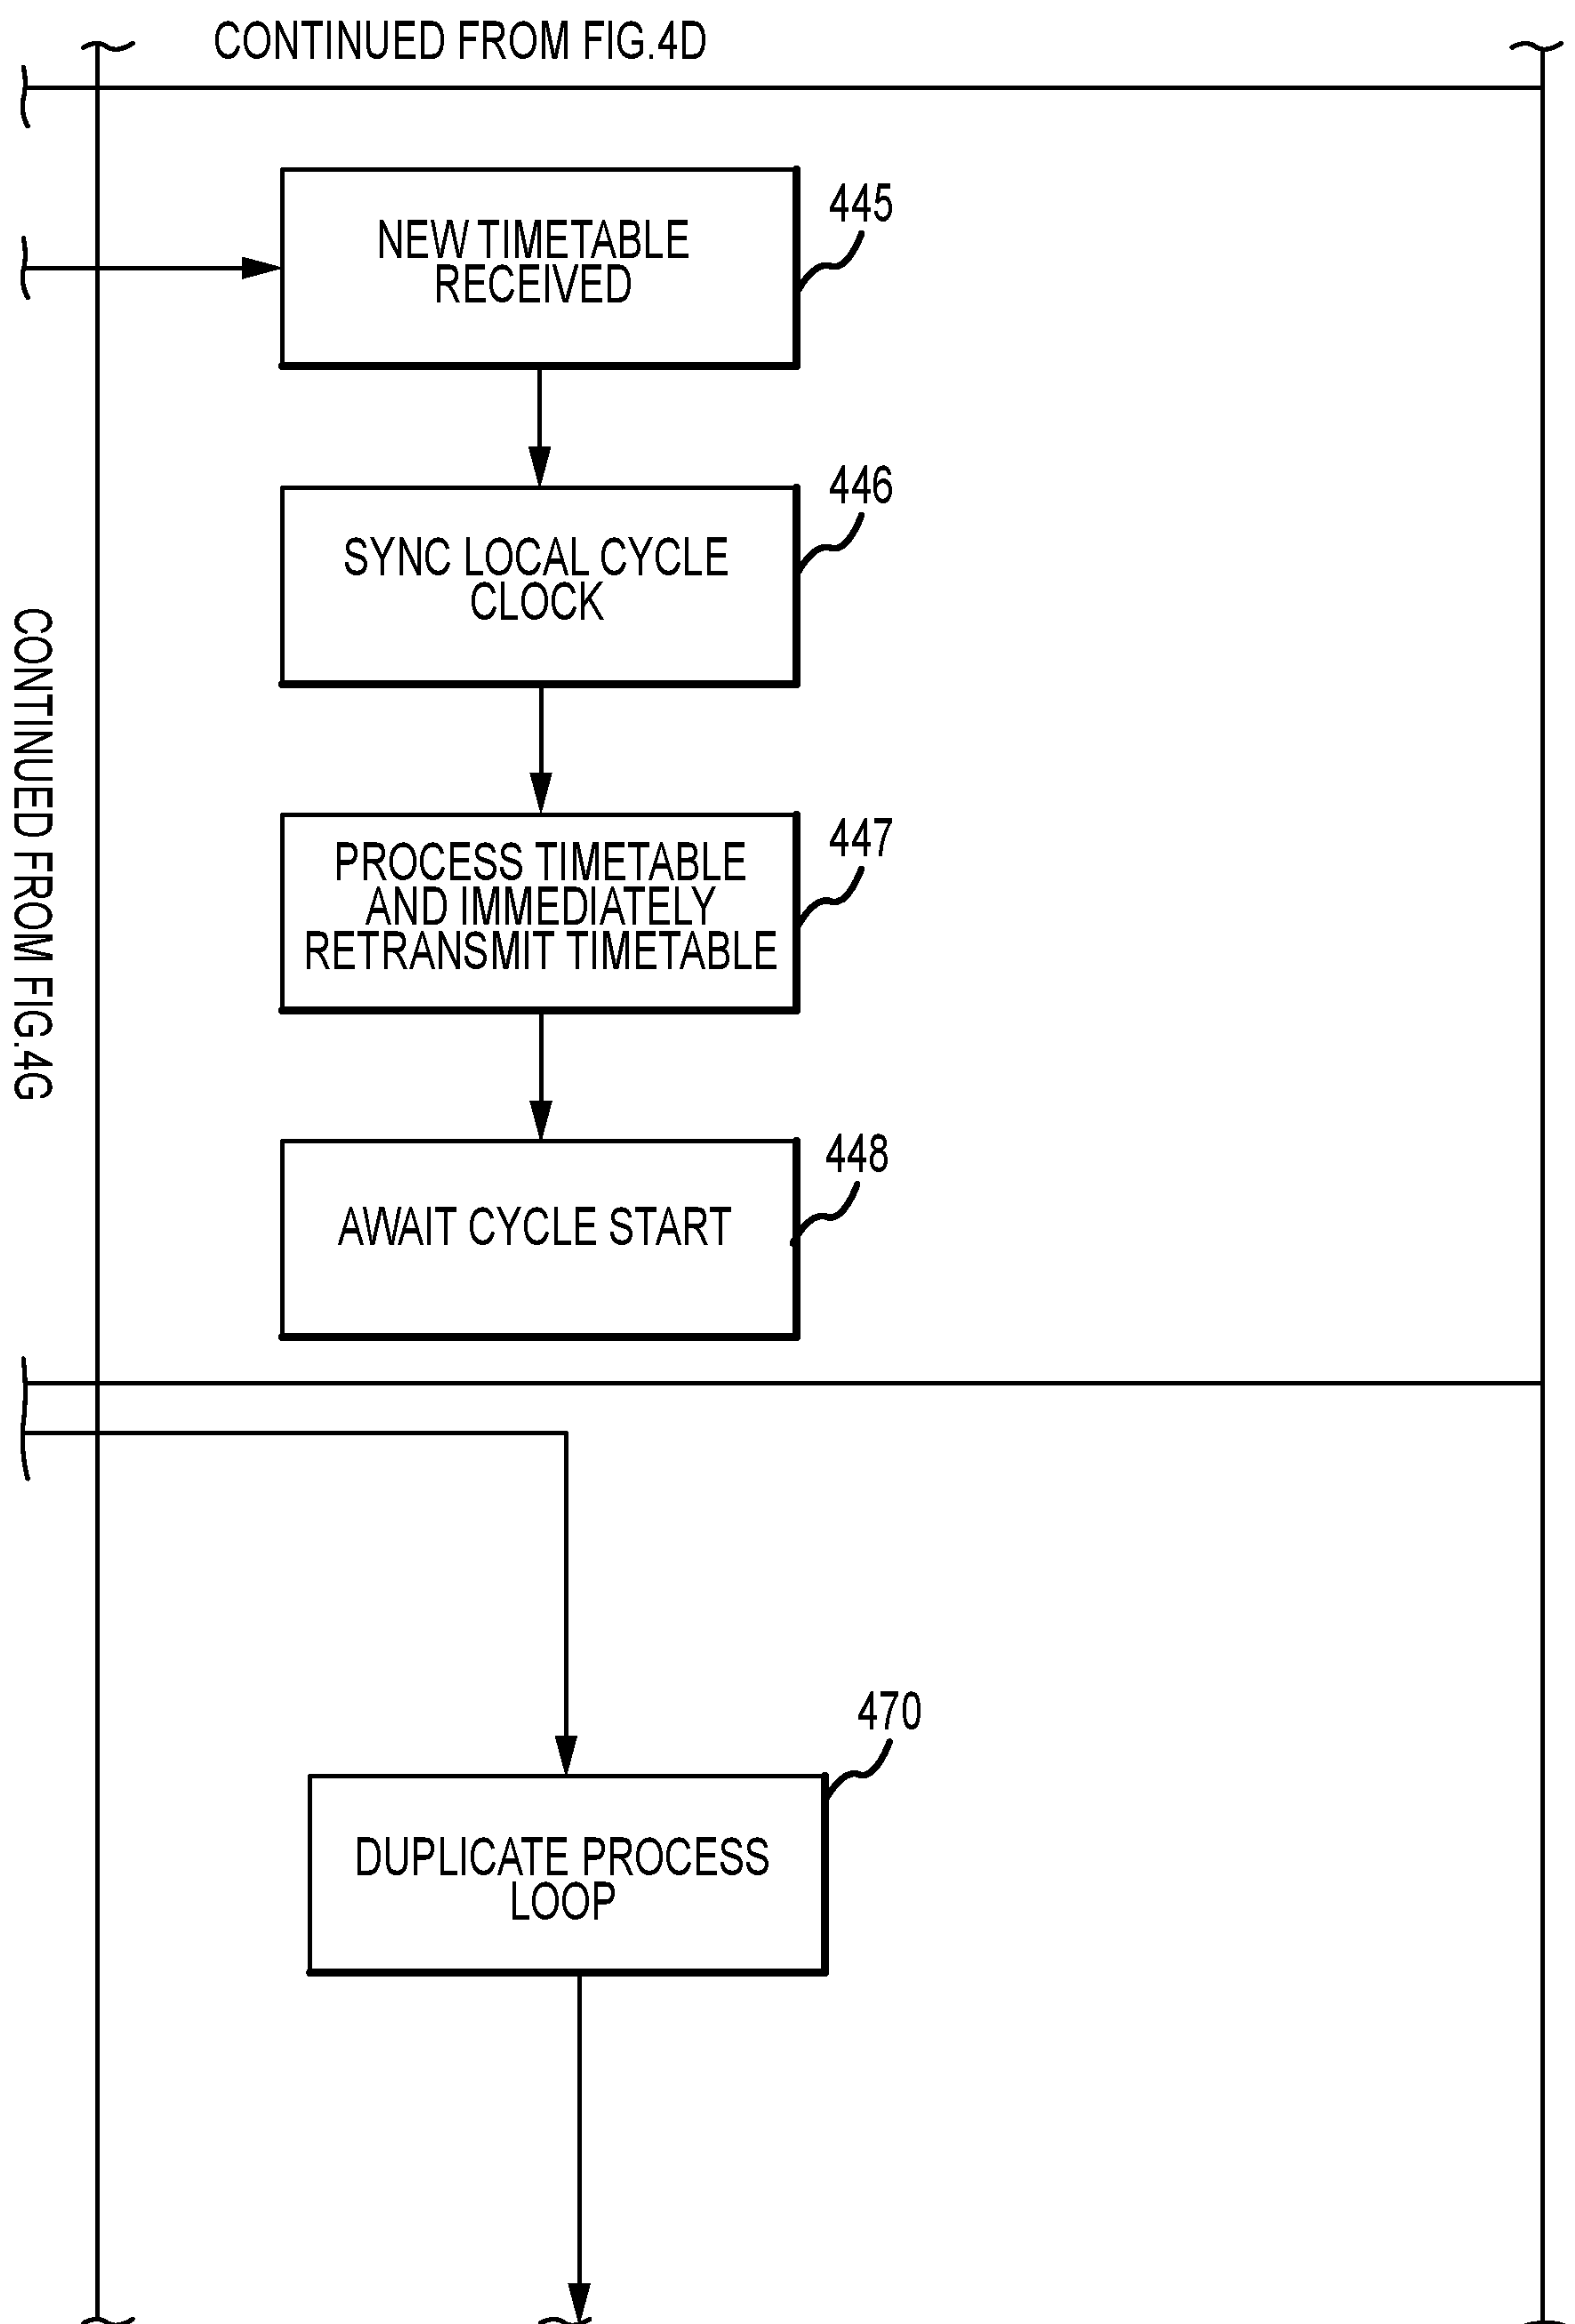 CONTINUED FROM FIG.4D
445
NEW TIMETABLE
RECEIVED
446
SYNC LOCAL CYCLE
CLOCK
447
PROCESS TIMETABLE
AND IMMEDIATELY
RETRANSMIT TIMETABLE
CONTINUED FROM FIG.4G
448
AWAIT CYCLE START
470
DUPLICATE PROCESS
LOOP